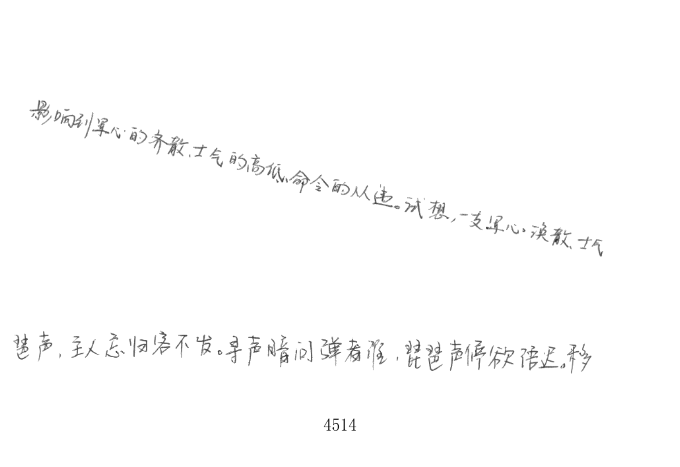 影响到军心的齐散、士气的高低、命令的从违。试想,一支军心涣散、士气
琶声,主人忘归客不发。寻声暗问弹者谁,琵琶声停欲语迟。移
4514